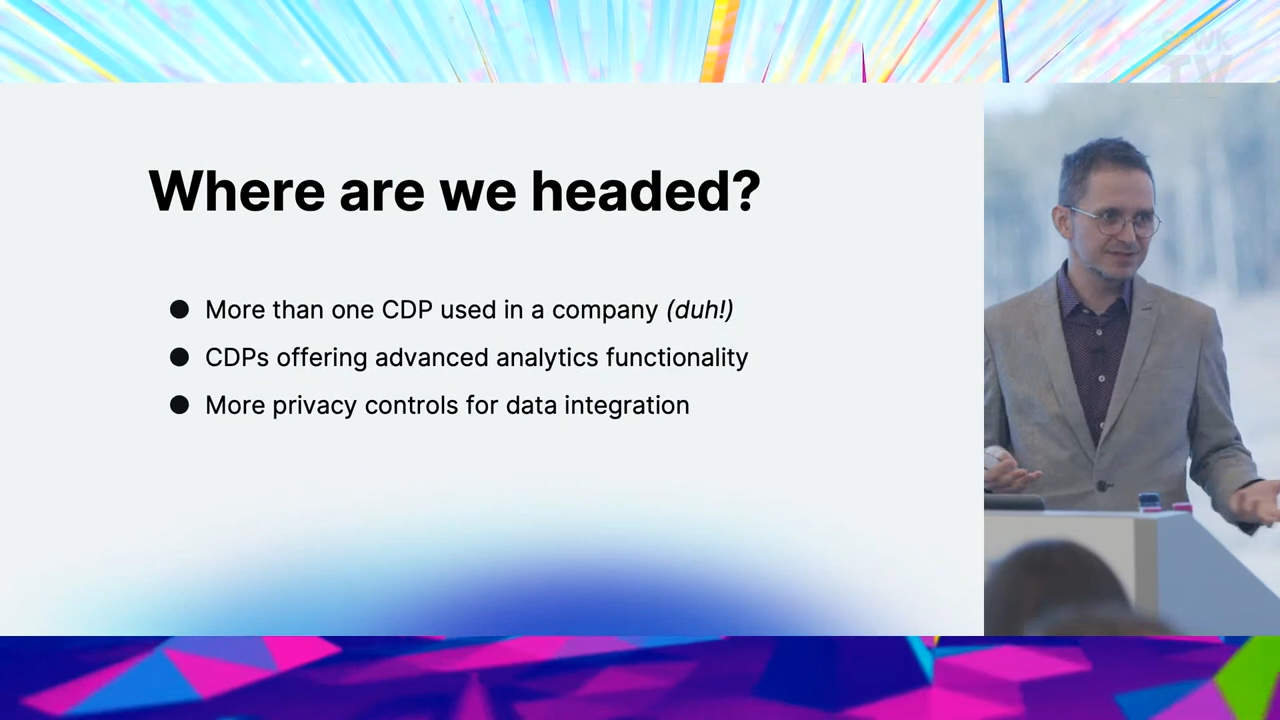 Where are we headed?
● More than one CDP used in a company (duh!)
● CDPs offering advanced analytics functionality
● More privacy controls for data integration
TV